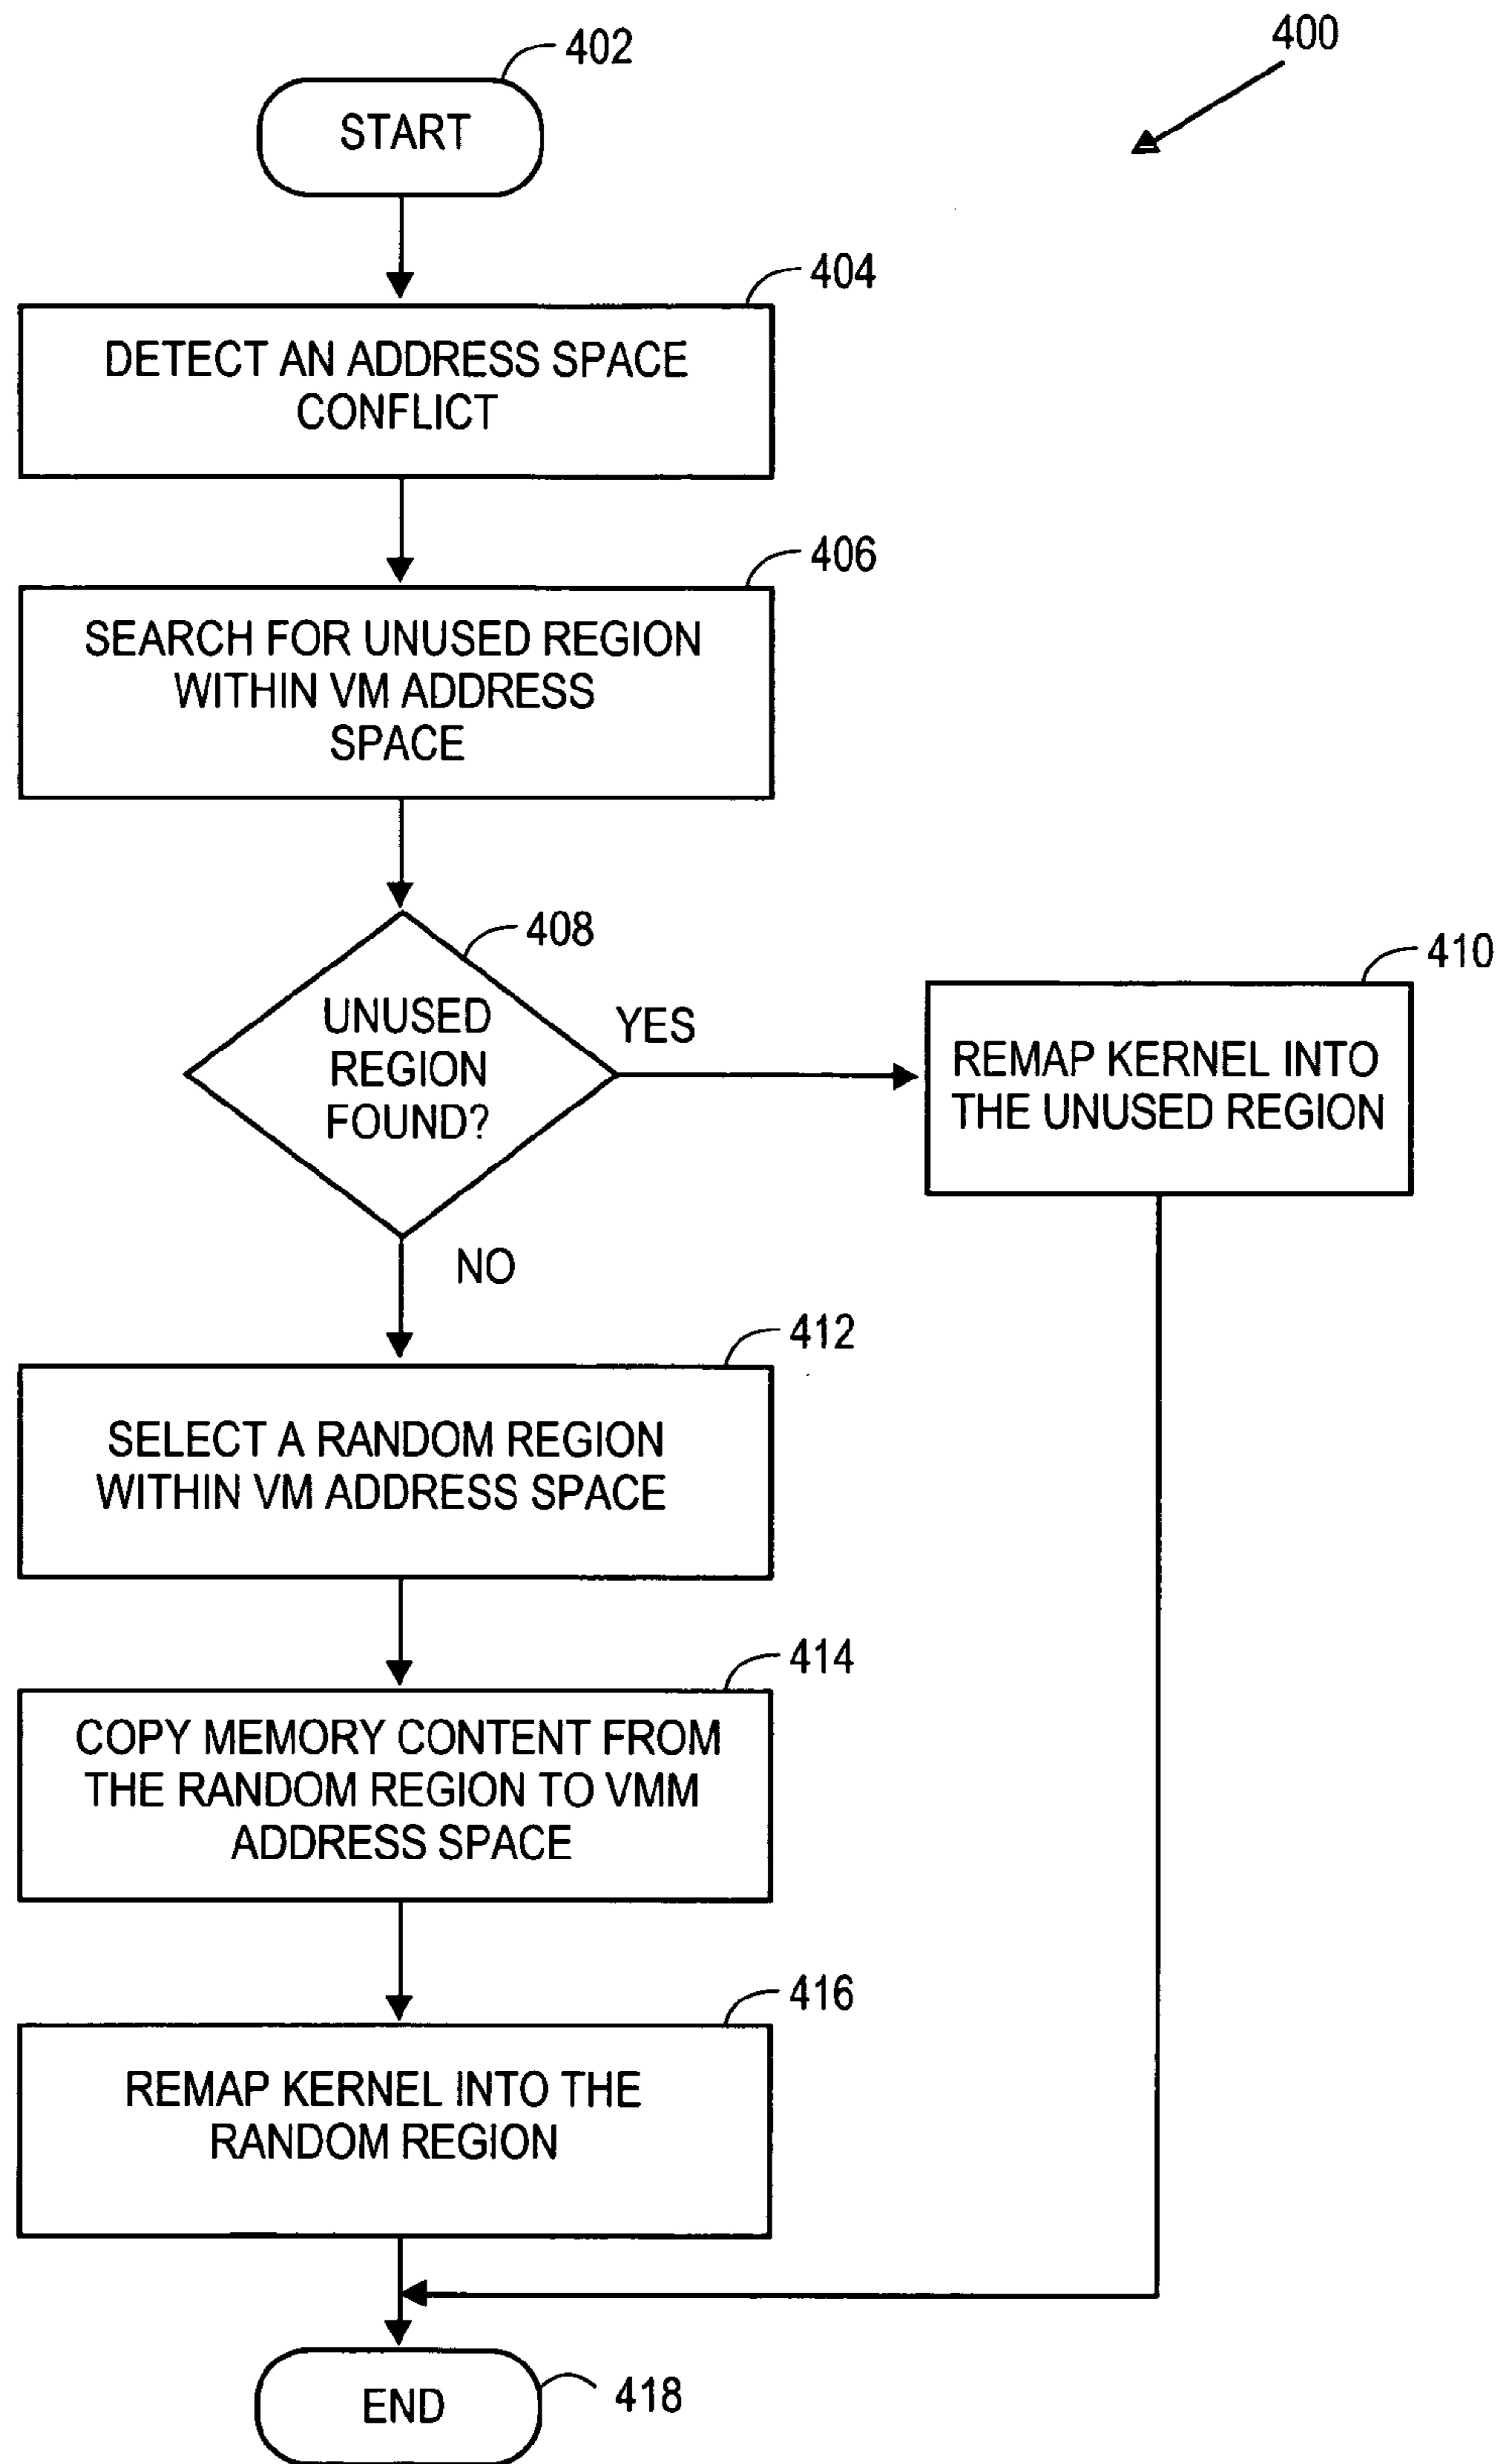 402
400
START
404
DETECT AN ADDRESS SPACE
CONFLICT
406
SEARCH FOR UNUSED REGION
WITHIN VM ADDRESS
SPACE
408
UNUSED
REGION
FOUND?
YES
410
REMAP KERNEL INTO
THE UNUSED REGION
NO
412
SELECT A RANDOM REGION
WITHIN VM ADDRESS SPACE
414
COPY MEMORY CONTENT FROM
THE RANDOM REGION TO VMM
ADDRESS SPACE
416
REMAP KERNEL INTO THE
RANDOM REGION
END
418